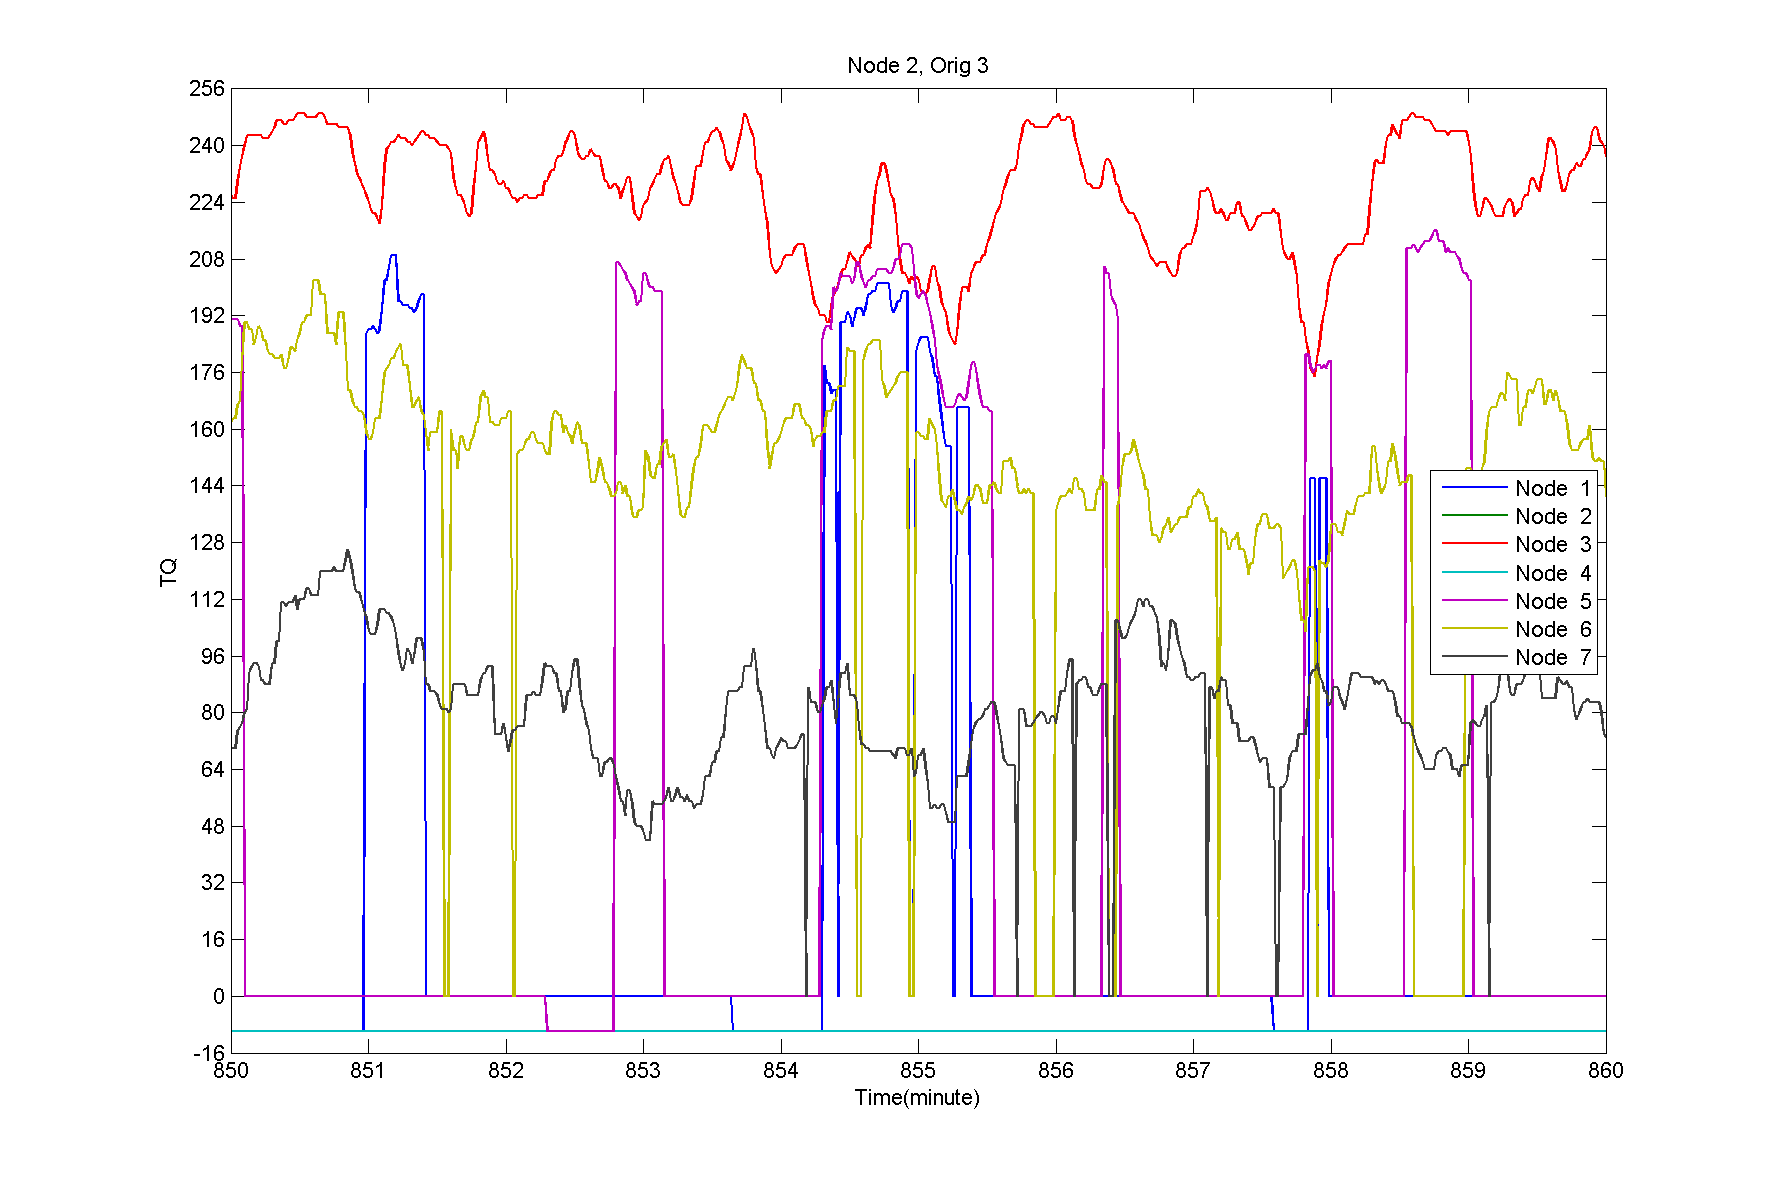 Node 2, Orig 3
256
240
224
208
192
176
160
144
128
112
96
80
64
48
32
16
0
-16
TQ
850 851 852 853 854 855 856 857 858 859 860
Time(minute)
Node 1
Node 2
Node 3
Node 4
Node 5
Node 6
Node 7